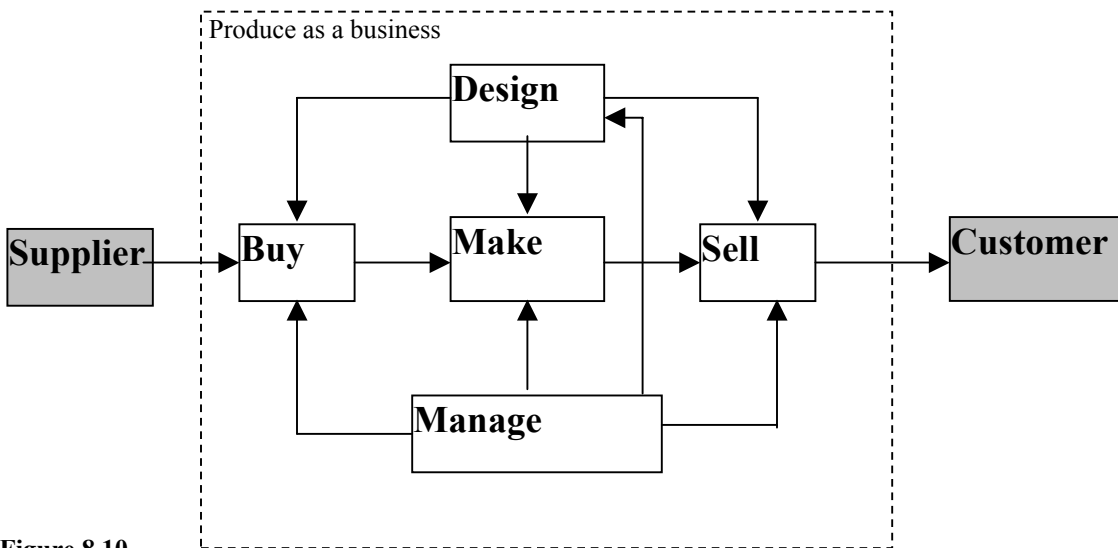 Produce as a business
Design
Supplier
Buy
Make
Sell
Customer
Manage
Figure 8.10